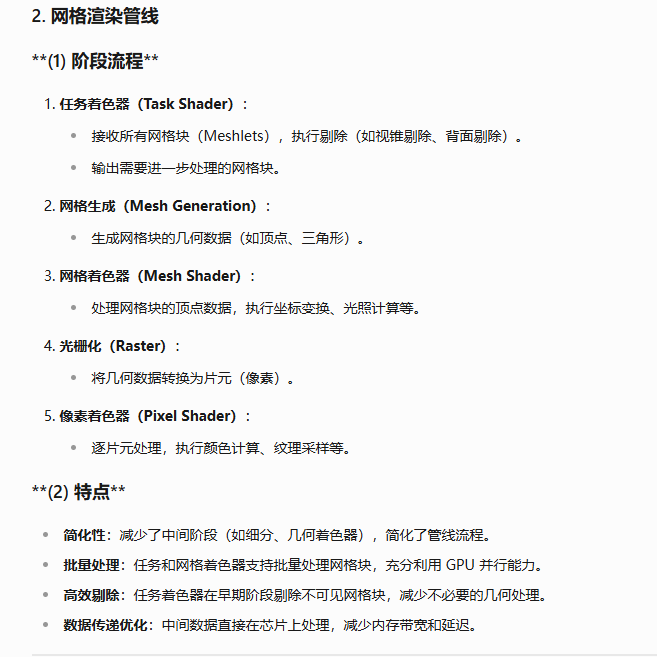 2. 网格渲染管线
**(1) 阶段流程**
1. 任务着色器（Task Shader）：
• 接收所有网格块（Meshlets），执行剔除（如视锥剔除、背面剔除）。
• 输出需要进一步处理的网格块。
2. 网格生成（Mesh Generation）：
• 生成网格块的几何数据（如顶点、三角形）。
3. 网格着色器（Mesh Shader）：
• 处理网格块的顶点数据，执行坐标变换、光照计算等。
4. 光栅化（Raster）：
• 将几何数据转换为片元（像素）。
5. 像素着色器（Pixel Shader）：
• 逐片元处理，执行颜色计算、纹理采样等。
**(2) 特点**
• 简化性：减少了中间阶段（如细分、几何着色器），简化了管线流程。
• 批量处理：任务和网格着色器支持批量处理网格块，充分利用 GPU 并行能力。
• 高效剔除：任务着色器在早期阶段剔除不可见网格块，减少不必要的几何处理。
• 数据传递优化：中间数据直接在芯片上处理，减少内存带宽和延迟。